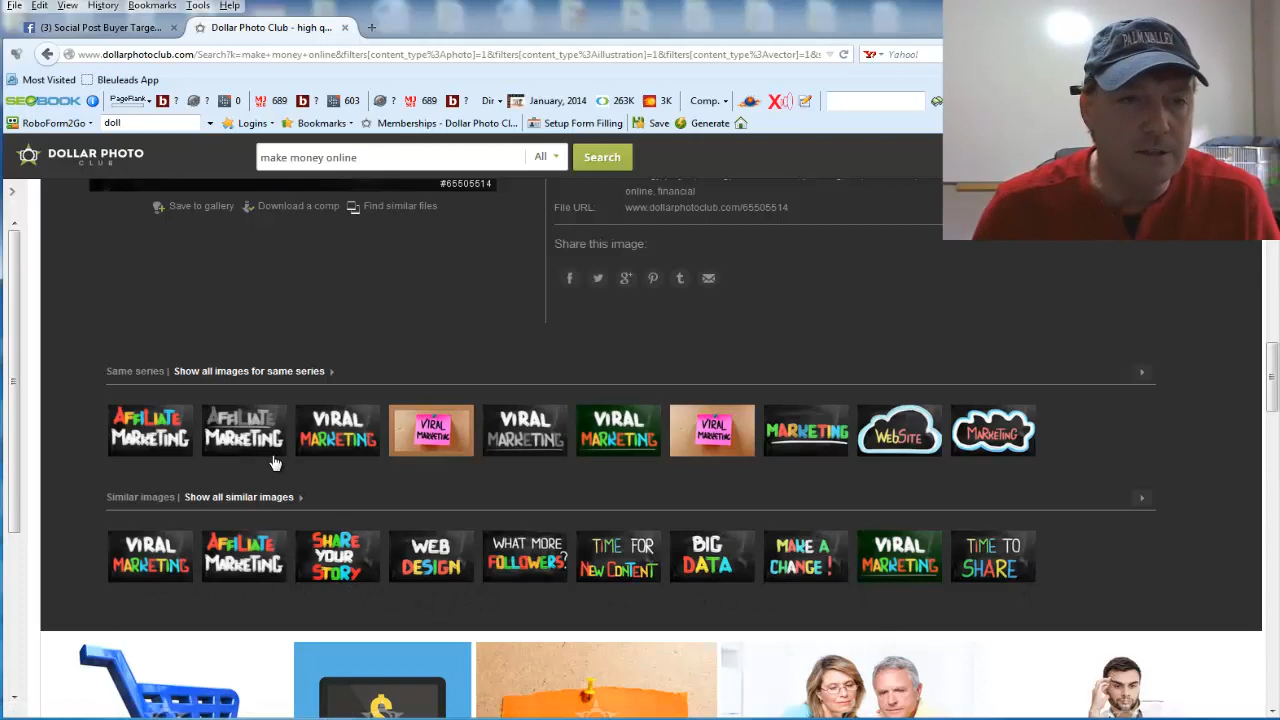 File Edit View History Bookmarks Tools Help
(3) Social Post Buyer Targe... × Dollar Photo Club - high q... × +
www.dollarphotoclub.com/Search?k=make+money+online&filters[content_type%3Aphoto]=1&filters[content_type%3Aillustration]=1&filters[content_type%3Avector]=1&s
Yahoo!
Most Visited Bleuleads App
SEOBOOK PageRank ? 0 689 ? 603 ? 689 Dir January, 2014 263K 3K Comp.
RoboForm2Go doll Logins Bookmarks Memberships - Dollar Photo Cl... Setup Form Filling Save Generate
PALM VALLEY
DOLLAR PHOTO
CLUB
make money online All Search
#65505514
online, financial
Save to gallery Download a comp Find similar files
File URL: www.dollarphotoclub.com/65505514
Share this image:
Same series | Show all images for same series
AFFILIATE MARKETING
AFFILIATE MARKETING
VIRAL MARKETING
VIRAL MARKETING
VIRAL MARKETING
VIRAL MARKETING
VIRAL MARKETING
MARKETING
WEBSITE
MARKETING
Similar images | Show all similar images
VIRAL MARKETING
AFFILIATE MARKETING
SHARE YOUR STORY
WEB DESIGN
WHAT MORE FOLLOWERS?
TIME FOR NEW CONTENT
BIG DATA
MAKE A CHANGE!
VIRAL MARKETING
TIME TO SHARE